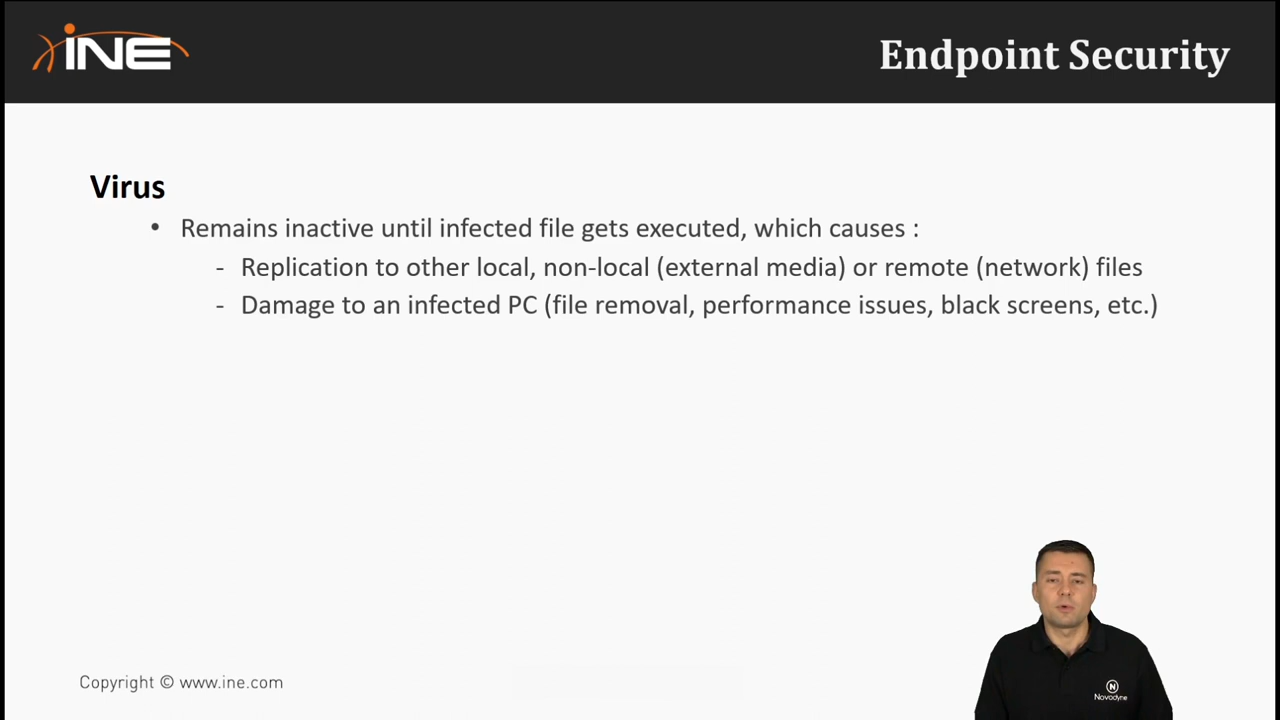 INE
Endpoint Security
Virus
• Remains inactive until infected file gets executed, which causes :
- Replication to other local, non-local (external media) or remote (network) files
- Damage to an infected PC (file removal, performance issues, black screens, etc.)
N
Novodyne
Copyright © www.ine.com